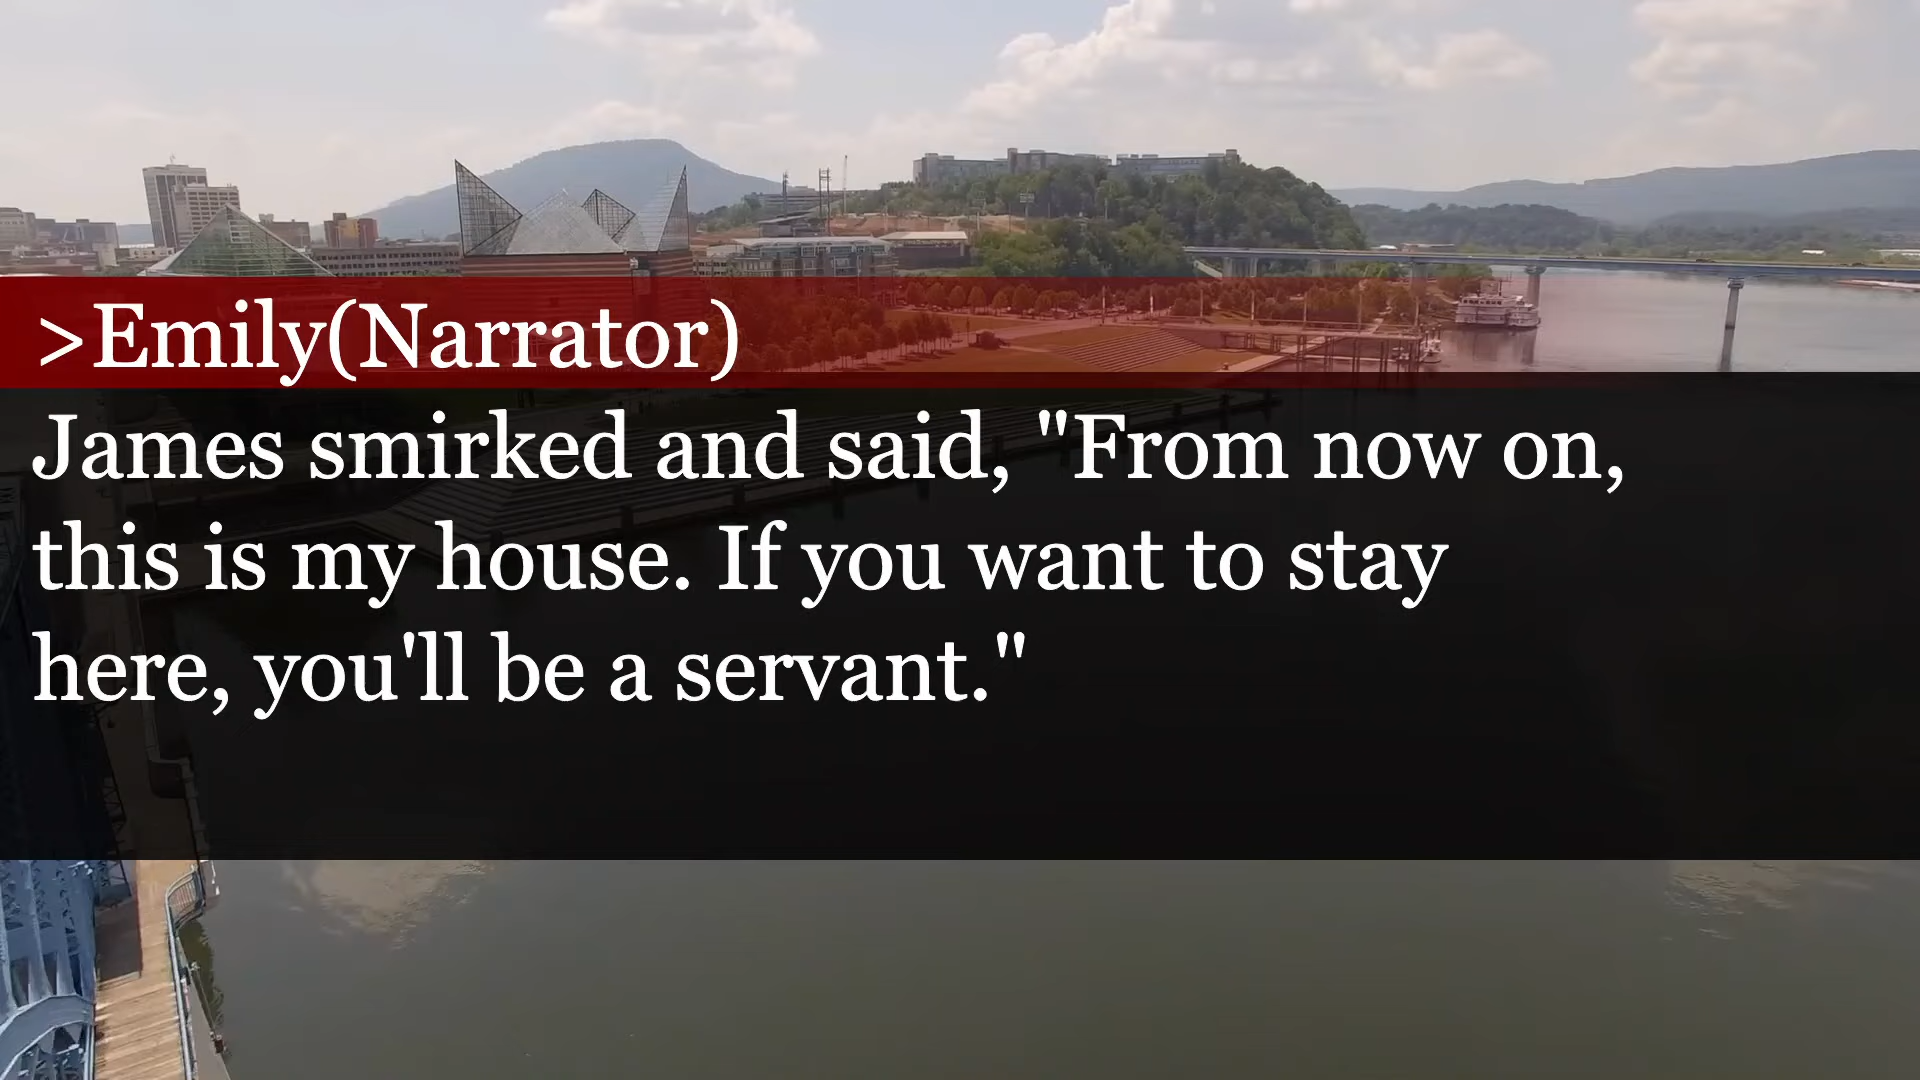 >Emily(Narrator)
James smirked and said, "From now on,
this is my house. If you want to stay
here, you'll be a servant."